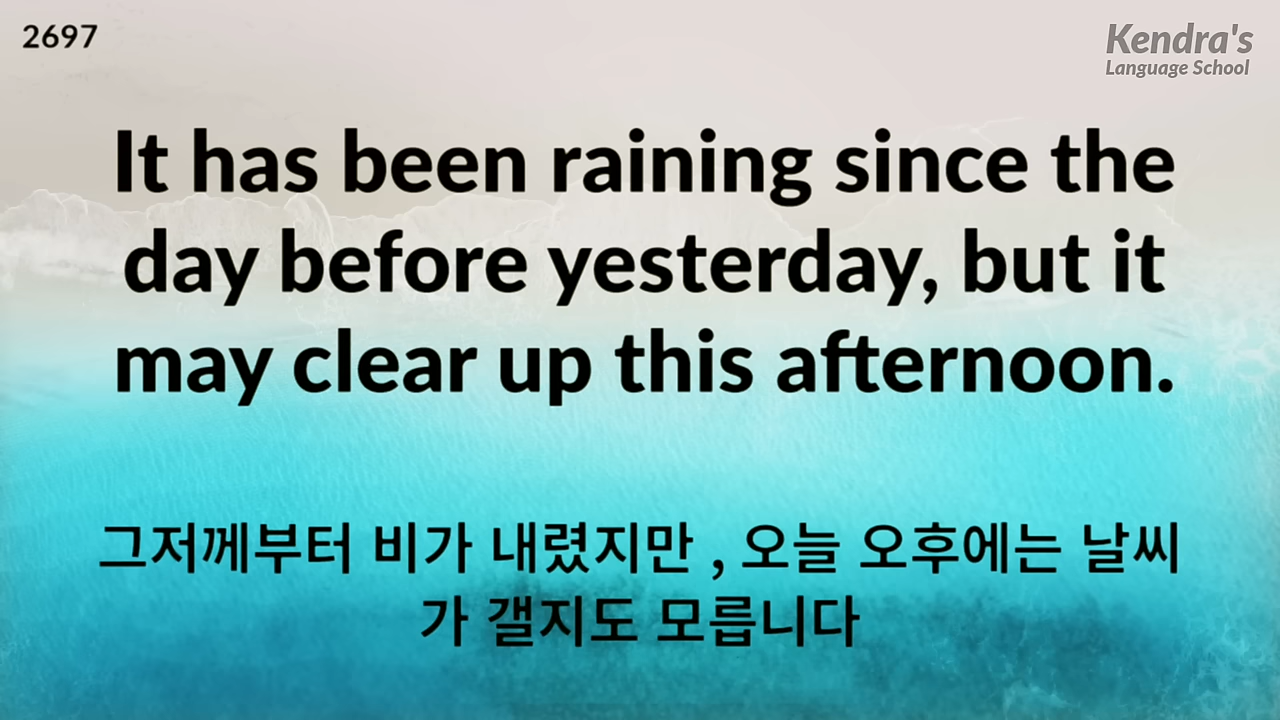 2697
Kendra's
Language School
It has been raining since the
day before yesterday, but it
may clear up this afternoon.
그저께부터 비가 내렸지만 , 오늘 오후에는 날씨
가 갤지도 모릅니다